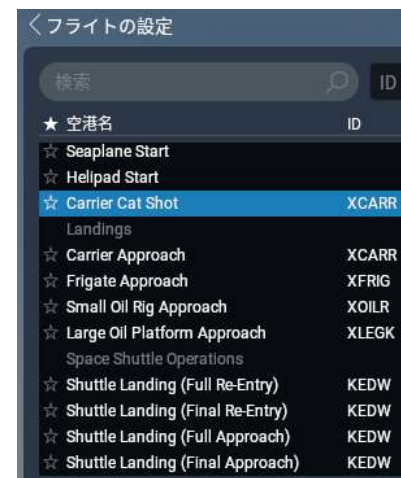 〈フライトの設定
検索 ID
★ 空港名 ID
☆ Seaplane Start
☆ Helipad Start
☆ Carrier Cat Shot XCARR
Landings
☆ Carrier Approach XCARR
☆ Frigate Approach XFRIG
☆ Small Oil Rig Approach XOILR
☆ Large Oil Platform Approach XLEGK
Space Shuttle Operations
☆ Shuttle Landing (Full Re-Entry) KEDW
☆ Shuttle Landing (Final Re-Entry) KEDW
☆ Shuttle Landing (Full Approach) KEDW
☆ Shuttle Landing (Final Approach) KEDW